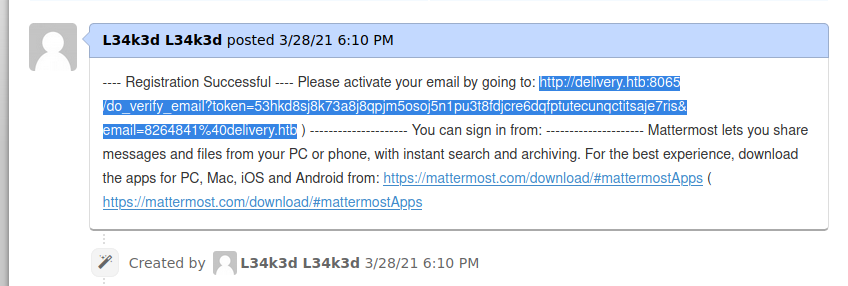 L34k3d L34k3d posted 3/28/21 6:10 PM
---- Registration Successful ---- Please activate your email by going to: http://delivery.htb:8065
/do_verify_email?token=53hkd8sj8k73a8j8qpjm5osoj5n1pu3t8fdjcre6dqfptutecunqctitsaje7ris&
email=8264841%40delivery.htb ) --------------------- You can sign in from: --------------------- Mattermost lets you share
messages and files from your PC or phone, with instant search and archiving. For the best experience, download
the apps for PC, Mac, iOS and Android from: https://mattermost.com/download/#mattermostApps (
https://mattermost.com/download/#mattermostApps
Created by L34k3d L34k3d 3/28/21 6:10 PM